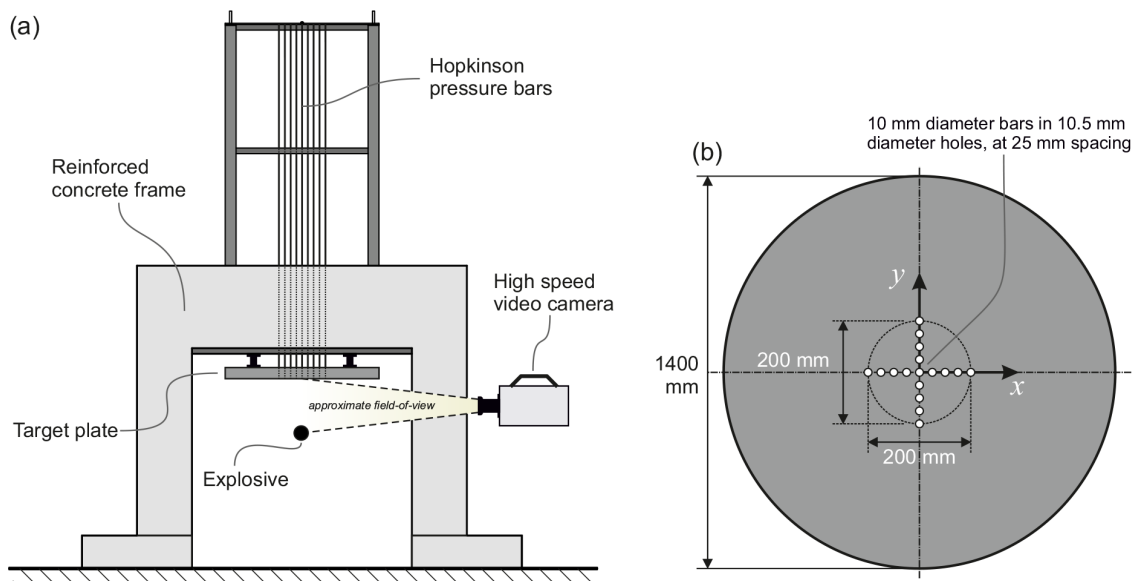 (a)
Hopkinson
pressure bars
Reinforced
concrete frame
High speed
video camera
approximate field-of-view
Target plate
Explosive
(b)
10 mm diameter bars in 10.5 mm
diameter holes, at 25 mm spacing
y
200 mm
1400
mm
x
200 mm